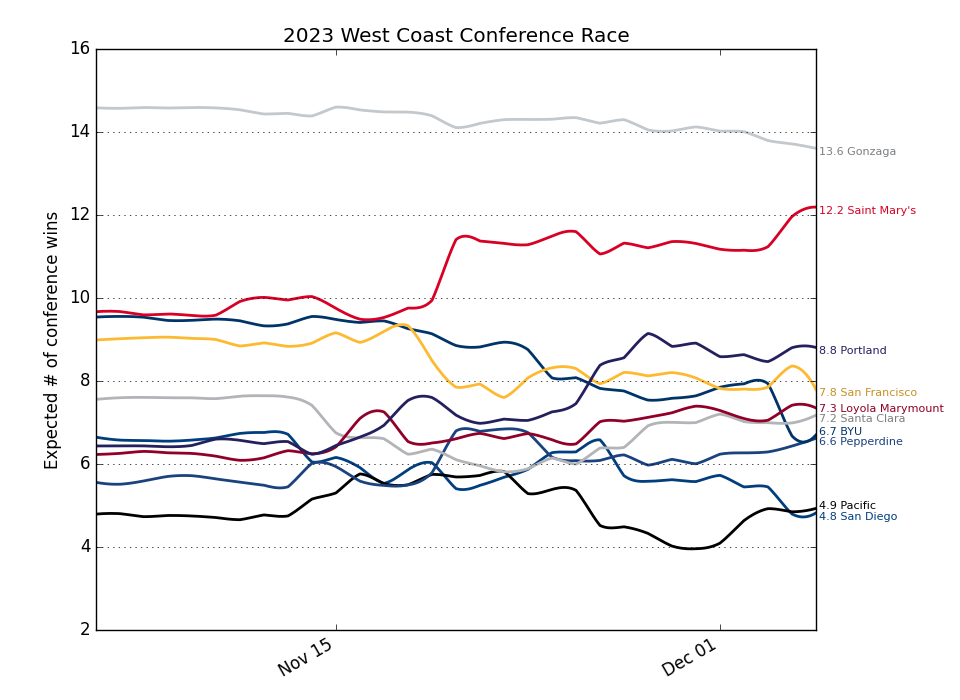 2023 West Coast Conference Race
Expected # of conference wins
16
14
12
10
8
6
4
2
Nov 15
Dec 01
13.6 Gonzaga
12.2 Saint Mary's
8.8 Portland
7.8 San Francisco
7.3 Loyola Marymount
7.2 Santa Clara
6.7 BYU
6.6 Pepperdine
4.9 Pacific
4.8 San Diego